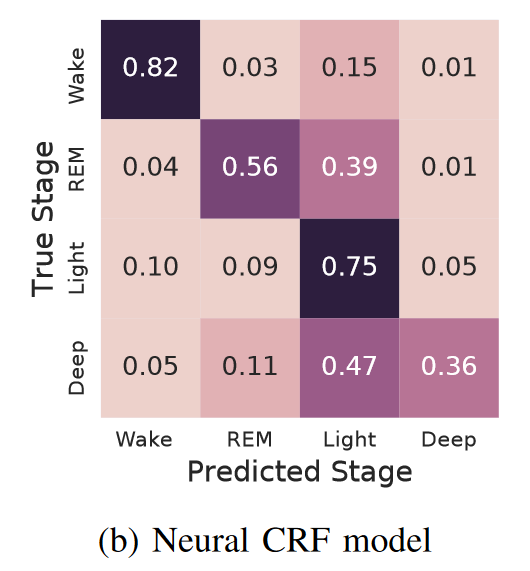 Wake 0.82 0.03 0.15 0.01
REM 0.04 0.56 0.39 0.01
Light 0.10 0.09 0.75 0.05
Deep 0.05 0.11 0.47 0.36
True Stage
Wake REM Light Deep
Predicted Stage
(b) Neural CRF model